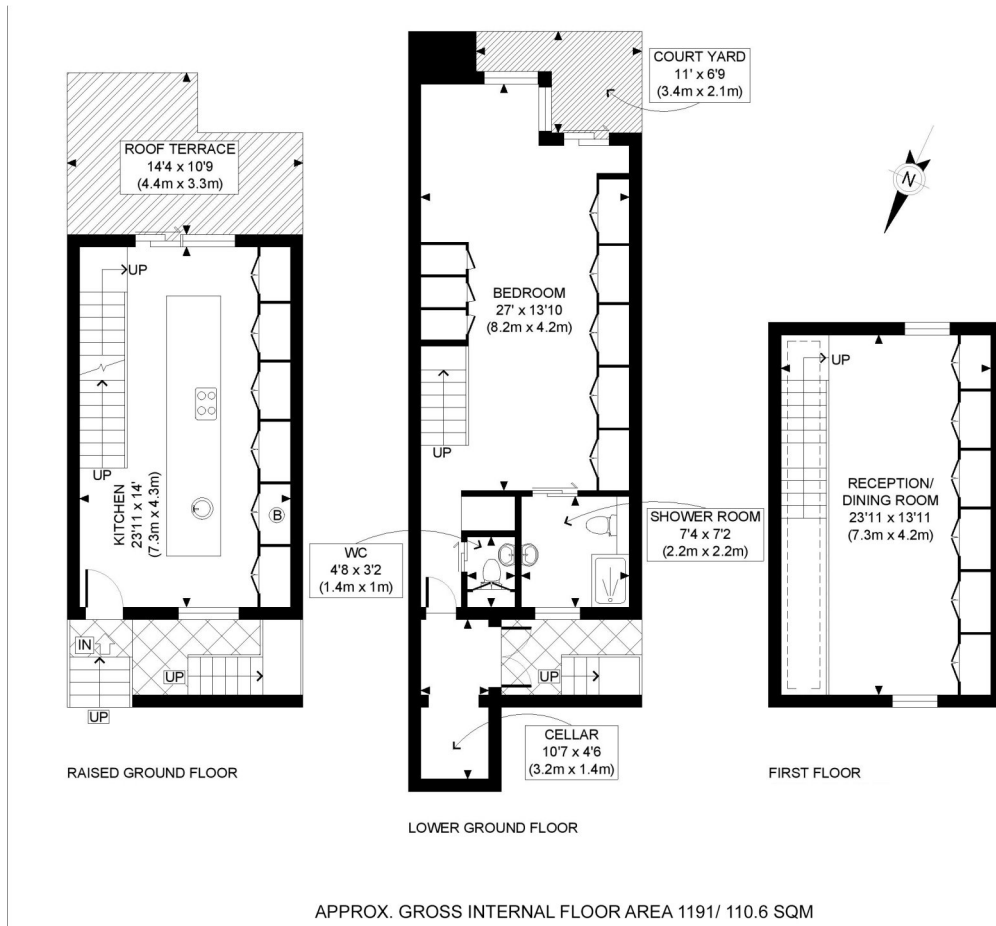 ROOF TERRACE
14'4 x 10'9
(4.4m x 3.3m)
UP
UP
KITCHEN
23'11 x 14'
(7.3m x 4.3m)
B
IN
UP
UP
RAISED GROUND FLOOR
COURT YARD
11' x 6'9
(3.4m x 2.1m)
BEDROOM
27' x 13'10
(8.2m x 4.2m)
UP
WC
4'8 x 3'2
(1.4m x 1m)
SHOWER ROOM
7'4 x 7'2
(2.2m x 2.2m)
UP
CELLAR
10'7 x 4'6
(3.2m x 1.4m)
LOWER GROUND FLOOR
N
UP
RECEPTION/
DINING ROOM
23'11 x 13'11
(7.3m x 4.2m)
FIRST FLOOR
APPROX. GROSS INTERNAL FLOOR AREA 1191/ 110.6 SQM